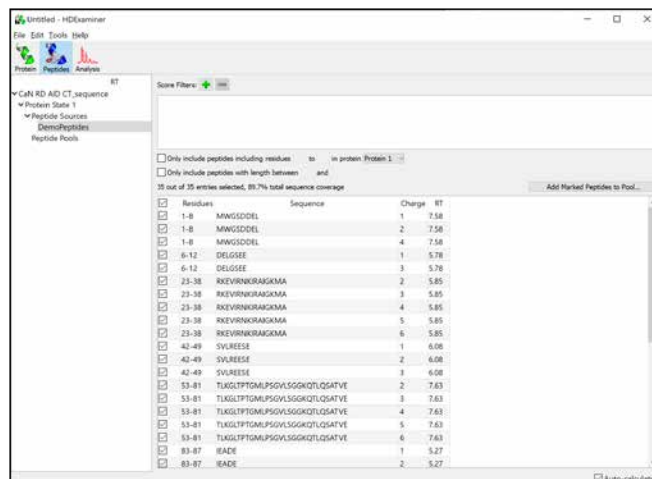 Untitled - HDExaminer
File Edit Tools Help
Protein Peptides Analysis
RT
CaN RD AID CT_sequence
Protein State 1
Peptide Sources
DemoPeptides
Peptide Pools
Score Filters:
Only include peptides including residues to in protein Protein 1
Only include peptides with length between and
35 out of 35 entries selected, 89.7% total sequence coverage
Add Marked Peptides to Pool...
Residues Sequence Charge RT
1-8 MWGSDDEL 1 7.58
1-8 MWGSDDEL 2 7.58
1-8 MWGSDDEL 4 7.58
6-12 DELGSEE 1 5.78
6-12 DELGSEE 3 5.78
23-38 RKEVIRNKIRAIGKMA 2 5.85
23-38 RKEVIRNKIRAIGKMA 3 5.85
23-38 RKEVIRNKIRAIGKMA 4 5.85
23-38 RKEVIRNKIRAIGKMA 5 5.85
23-38 RKEVIRNKIRAIGKMA 6 5.85
42-49 SVLREESE 1 6.08
42-49 SVLREESE 2 6.08
42-49 SVLREESE 3 6.08
53-81 TLKGLTPTGMLPSGVLSGGKQTLQSATVE 2 7.63
53-81 TLKGLTPTGMLPSGVLSGGKQTLQSATVE 3 7.63
53-81 TLKGLTPTGMLPSGVLSGGKQTLQSATVE 4 7.63
53-81 TLKGLTPTGMLPSGVLSGGKQTLQSATVE 5 7.63
53-81 TLKGLTPTGMLPSGVLSGGKQTLQSATVE 6 7.63
83-87 IEADE 1 5.27
83-87 IEADE 2 5.27